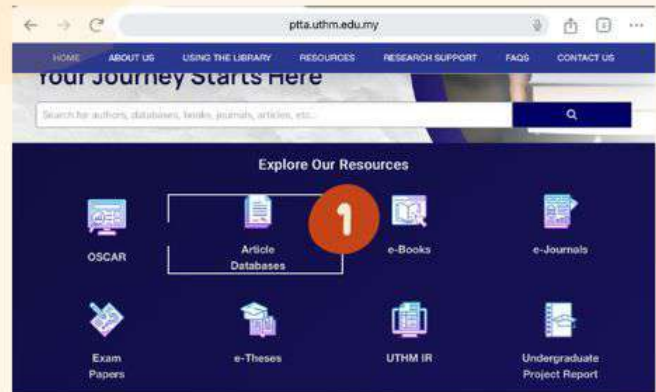 ptta.uthm.edu.my
HOME ABOUT US USING THE LIBRARY RESOURCES RESEARCH SUPPORT FAQS CONTACT US
Your Journey Starts Here
Search for authors, databases, books, journals, articles, etc...
Explore Our Resources
OSCAR
Article
Databases
1
e-Books
e-Journals
Exam
Papers
e-Theses
UTHM IR
Undergraduate
Project Report